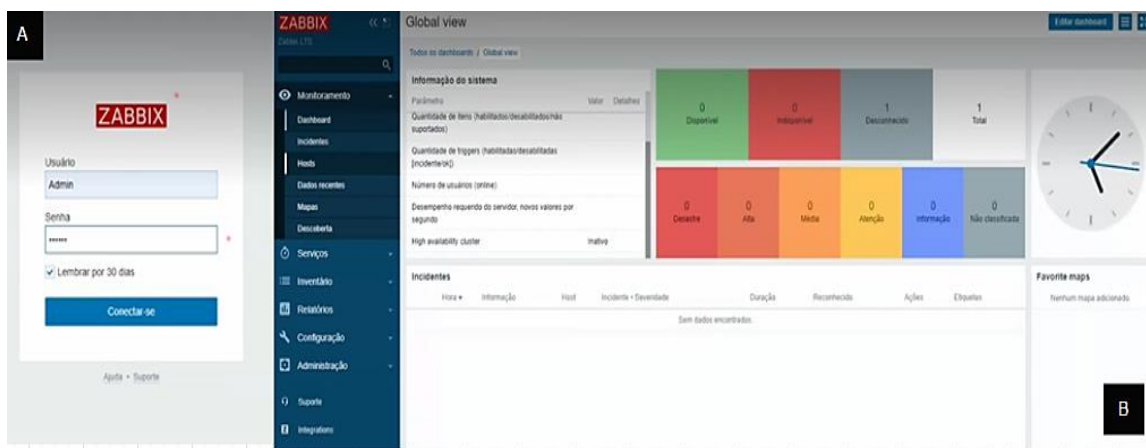 A
ZABBIX
Usuário
Admin
Senha
••••••
Lembrar por 30 dias
Conectar-se
Ajuda • Suporte
ZABBIX
Zabbix LTS
Monitoramento
Dashboard
Incidentes
Hosts
Dados recentes
Mapas
Descoberta
Serviços
Inventário
Relatórios
Configuração
Administração
Suporte
Integrations
Global view
Editar dashboard
Todos os dashboards / Global view
Informação do sistema
Parâmetro Valor Detalhes
Quantidade de itens (habilitados/desabilitados/não
suportados)
Quantidade de triggers (habilitadas/desabilitadas
[incidente/ok])
Número de usuários (online)
Desempenho requerido do servidor, novos valores por
segundo
High availability cluster Inativo
0 0 1 1
Disponível Indisponível Desconhecido Total
0 0 0 0 0 0
Desastre Alta Média Atenção Informação Não classificada
Incidentes
Hora Informação Host Incidente • Severidade Duração Reconhecido Ações Etiquetas
Sem dados encontrados.
Favorite maps
Nenhum mapa adicionado.
B